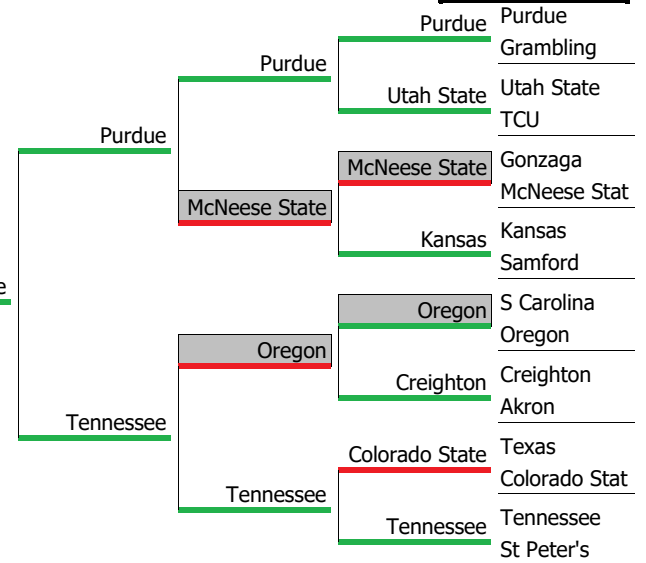 Purdue
Purdue
Grambling
Purdue
Utah State
Utah State
TCU
Purdue
McNeese State
Gonzaga
McNeese Stat
McNeese State
Kansas
Kansas
Samford
e
Oregon
S Carolina
Oregon
Oregon
Creighton
Creighton
Akron
Tennessee
Colorado State
Texas
Colorado Stat
Tennessee
Tennessee
Tennessee
St Peter's